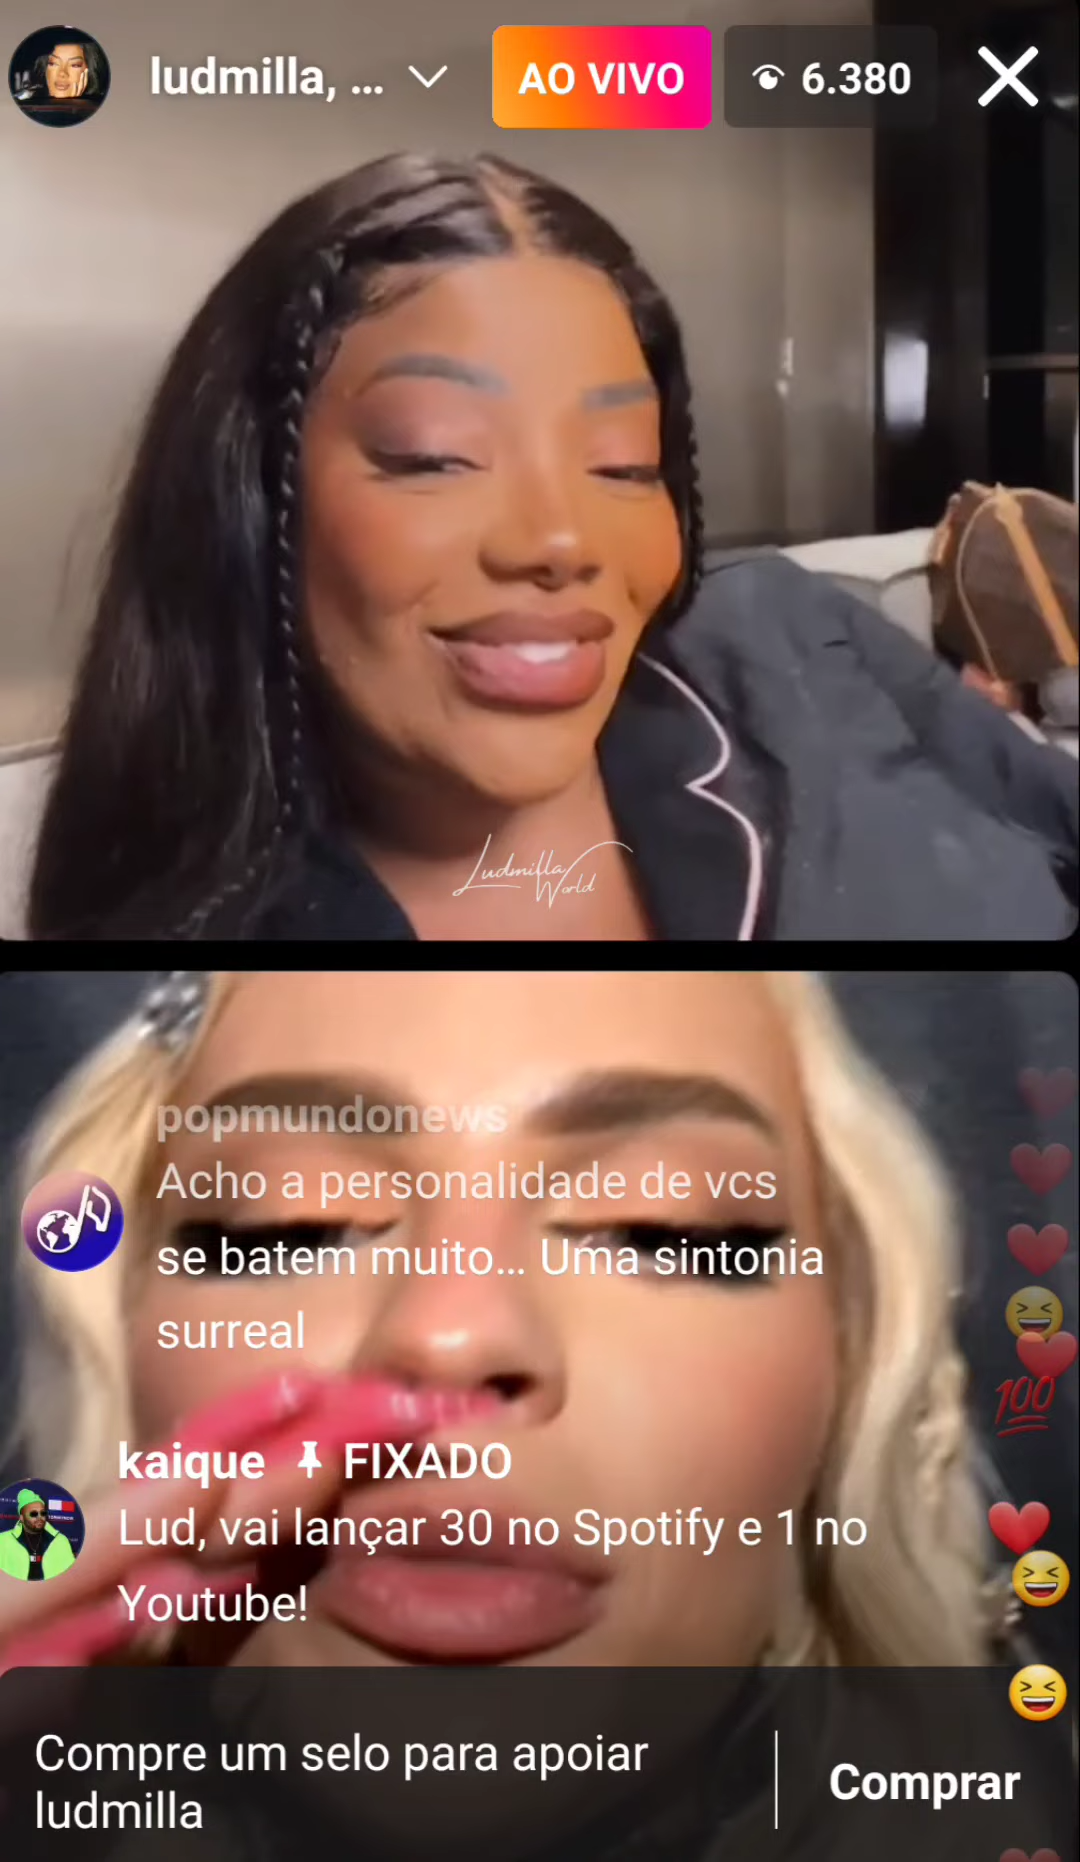 ludmilla, ...
AO VIVO
6.380
Ludmilla
World
popmundonews
Acho a personalidade de vcs
se batem muito... Uma sintonia
surreal
kaique 📌 FIXADO
Lud, vai lançar 30 no Spotify e 1 no
Youtube!
💯
Compre um selo para apoiar
ludmilla
Comprar